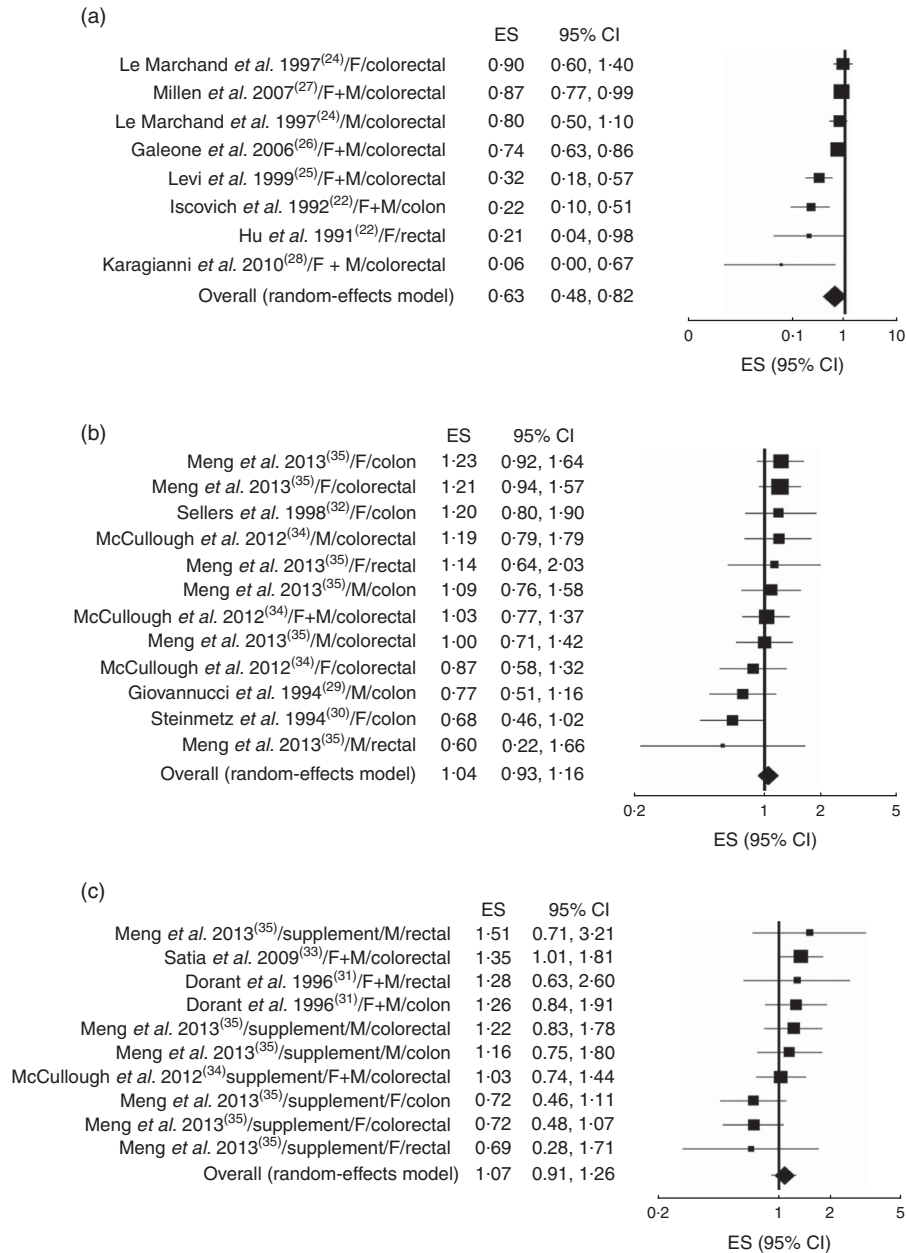 (a)
ES 95% CI
Le Marchand et al. 1997(24)/F/colorectal 0·90 0·60, 1·40
Millen et al. 2007(27)/F+M/colorectal 0·87 0·77, 0·99
Le Marchand et al. 1997(24)/M/colorectal 0·80 0·50, 1·10
Galeone et al. 2006(26)/F+M/colorectal 0·74 0·63, 0·86
Levi et al. 1999(25)/F+M/colorectal 0·32 0·18, 0·57
Iscovich et al. 1992(22)/F+M/colon 0·22 0·10, 0·51
Hu et al. 1991(22)/F/rectal 0·21 0·04, 0·98
Karagianni et al. 2010(28)/F + M/colorectal 0·06 0·00, 0·67
Overall (random-effects model) 0·63 0·48, 0·82
0 0·1 1 10
ES (95% CI)
(b)
ES 95% CI
Meng et al. 2013(35)/F/colon 1·23 0·92, 1·64
Meng et al. 2013(35)/F/colorectal 1·21 0·94, 1·57
Sellers et al. 1998(32)/F/colon 1·20 0·80, 1·90
McCullough et al. 2012(34)/M/colorectal 1·19 0·79, 1·79
Meng et al. 2013(35)/F/rectal 1·14 0·64, 2·03
Meng et al. 2013(35)/M/colon 1·09 0·76, 1·58
McCullough et al. 2012(34)/F+M/colorectal 1·03 0·77, 1·37
Meng et al. 2013(35)/M/colorectal 1·00 0·71, 1·42
McCullough et al. 2012(34)/F/colorectal 0·87 0·58, 1·32
Giovannucci et al. 1994(29)/M/colon 0·77 0·51, 1·16
Steinmetz et al. 1994(30)/F/colon 0·68 0·46, 1·02
Meng et al. 2013(35)/M/rectal 0·60 0·22, 1·66
Overall (random-effects model) 1·04 0·93, 1·16
0·2 1 2 5
ES (95% CI)
(c)
ES 95% CI
Meng et al. 2013(35)/supplement/M/rectal 1·51 0·71, 3·21
Satia et al. 2009(33)/F+M/colorectal 1·35 1·01, 1·81
Dorant et al. 1996(31)/F+M/rectal 1·28 0·63, 2·60
Dorant et al. 1996(31)/F+M/colon 1·26 0·84, 1·91
Meng et al. 2013(35)/supplement/M/colorectal 1·22 0·83, 1·78
Meng et al. 2013(35)/supplement/M/colon 1·16 0·75, 1·80
McCullough et al. 2012(34)supplement/F+M/colorectal 1·03 0·74, 1·44
Meng et al. 2013(35)/supplement/F/colon 0·72 0·46, 1·11
Meng et al. 2013(35)/supplement/F/colorectal 0·72 0·48, 1·07
Meng et al. 2013(35)/supplement/F/rectal 0·69 0·28, 1·71
Overall (random-effects model) 1·07 0·91, 1·26
0·2 1 2 5
ES (95% CI)